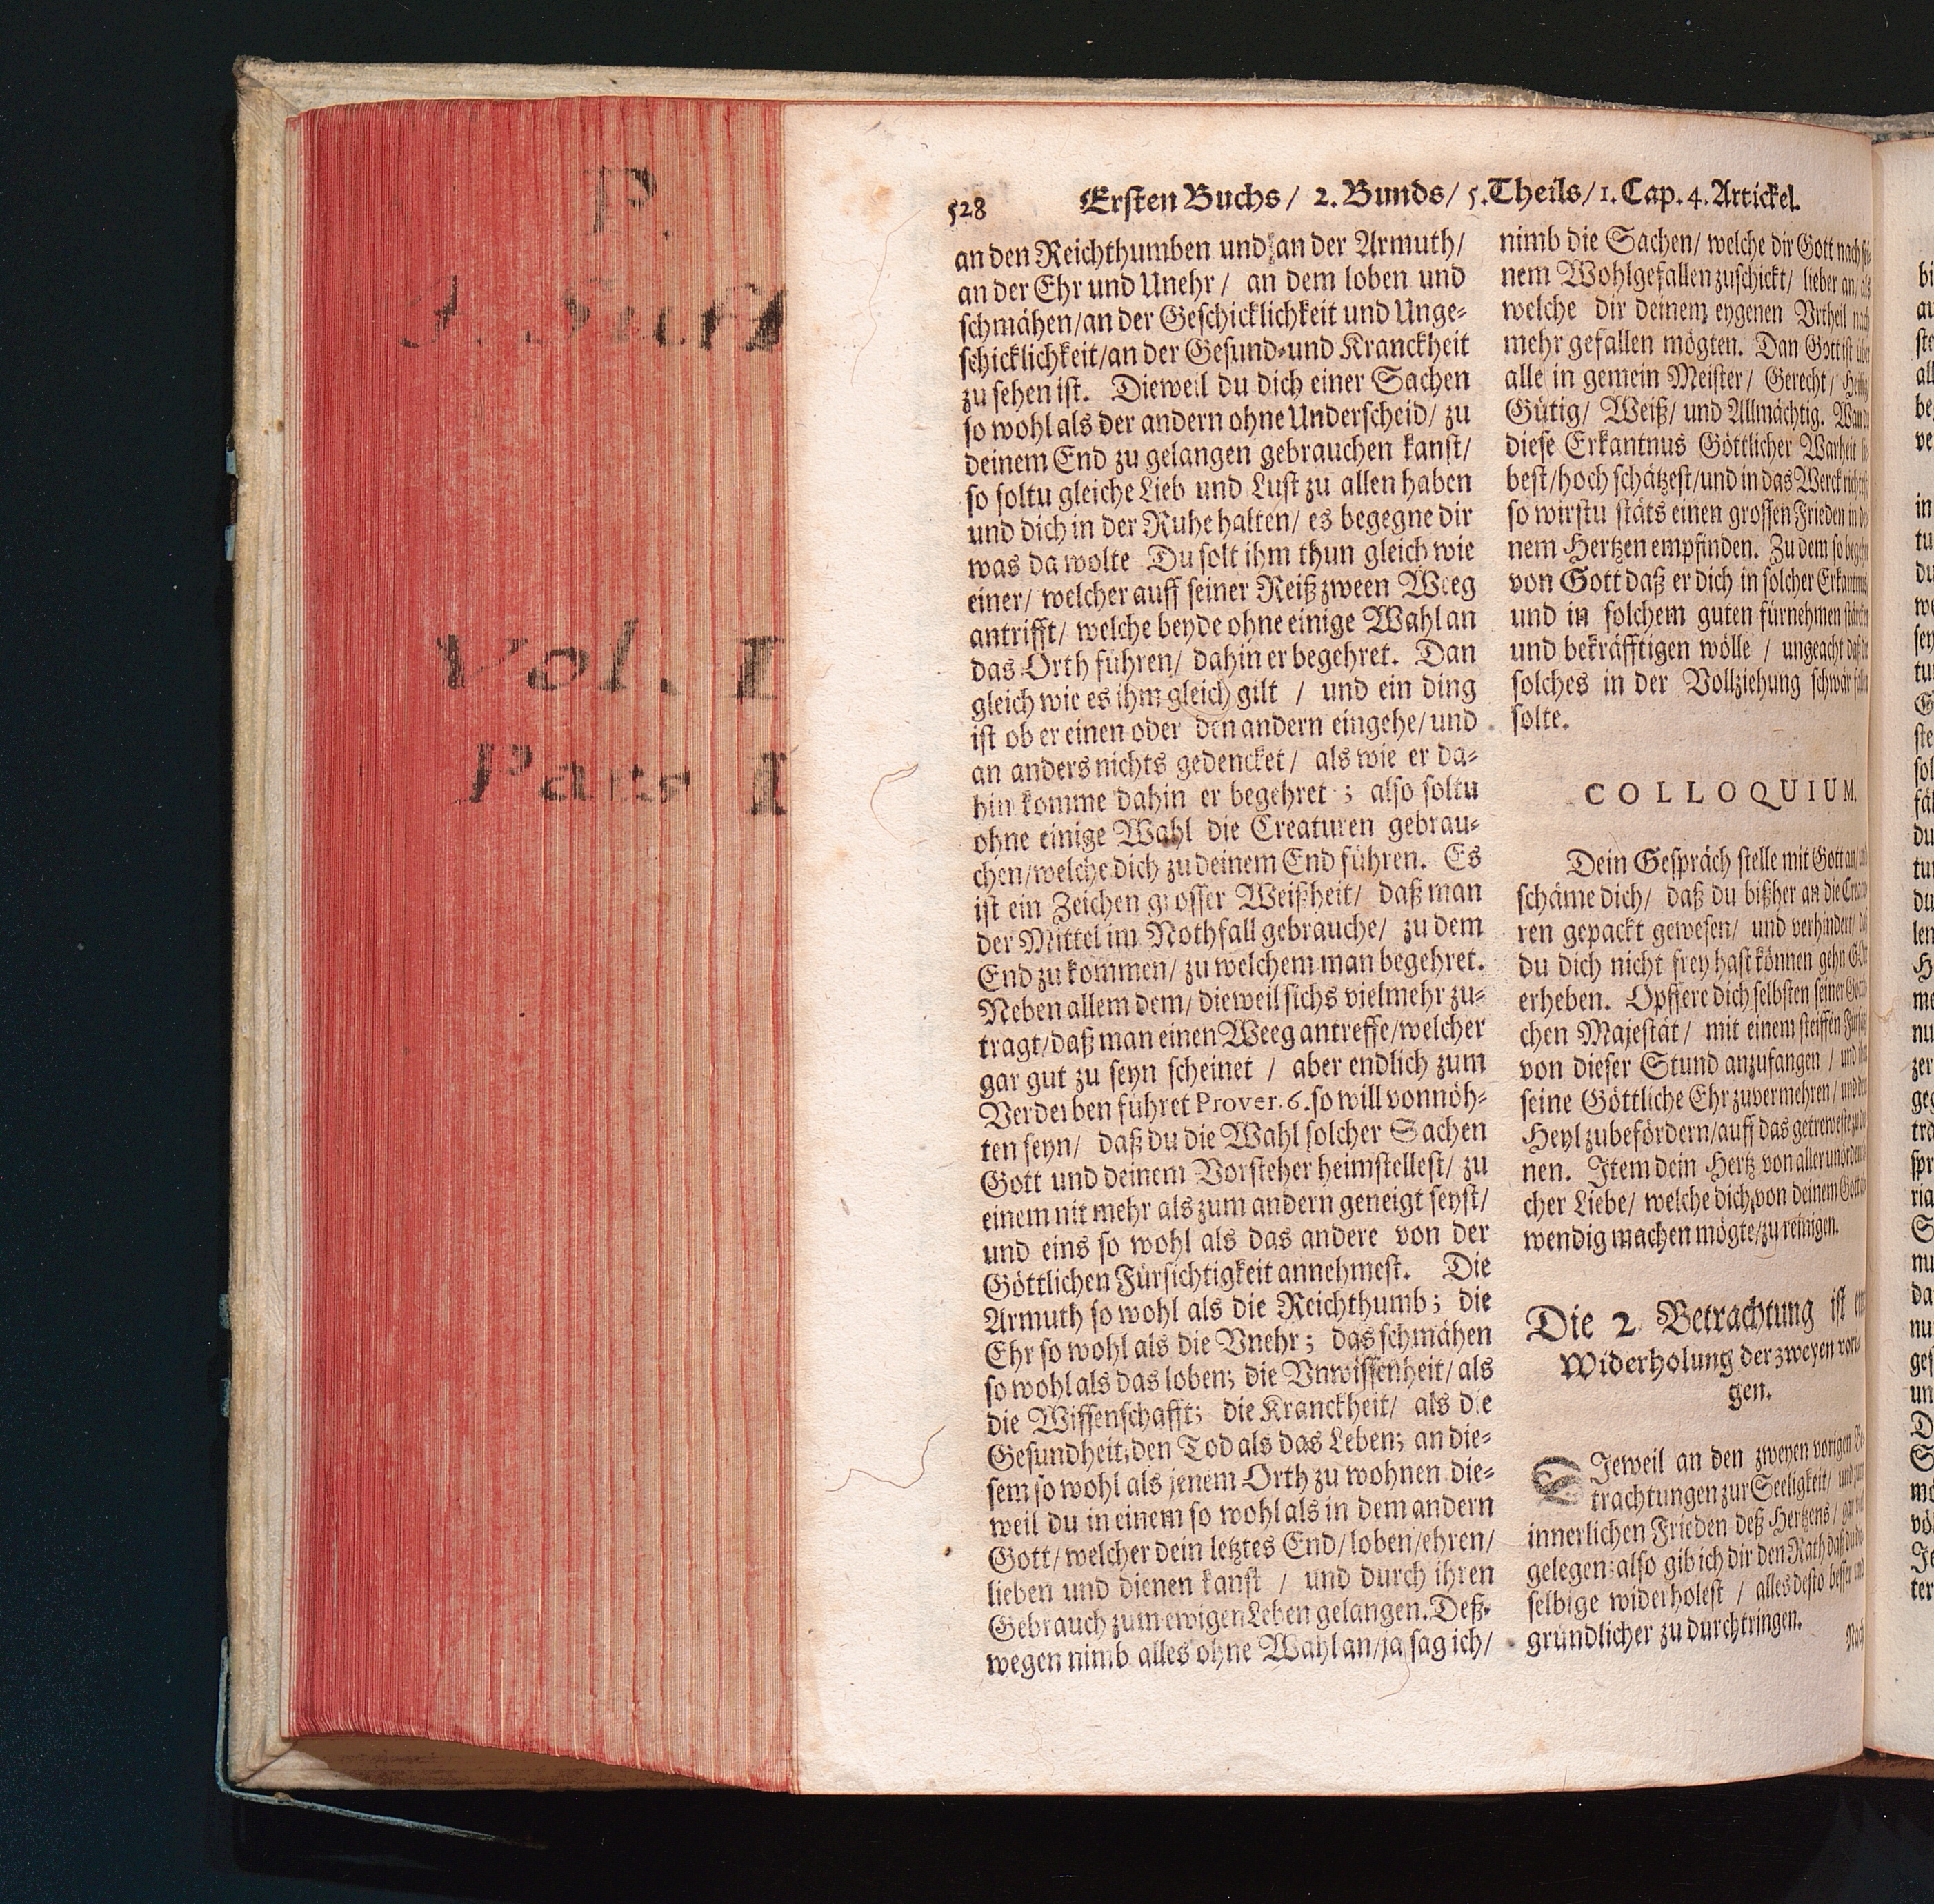 P.
Vol. I
Pars I
528 Ersten Buchs/ 2. Bunds/ 5. Theils/ 1. Cap. 4. Artickel.
an den Reichthumben und an der Armuth/
an der Ehr und Unehr/ an dem loben und
schmähen/an der Geschicklichkeit und Unge-
schicklichkeit/an der Gesund-und Kranckheit
zu sehen ist. Dieweil du dich einer Sachen
so wohl als der andern ohne Underscheid/ zu
deinem End zu gelangen gebrauchen kanst/
so soltu gleiche Lieb und Lust zu allen haben
und dich in der Ruhe halten/ es begegne dir
was da wolte Du solt ihm thun gleich wie
einer/ welcher auff seiner Reiß zween Weeg
antrifft/ welche beyde ohne einige Wahl an
das Orth führen/ dahin er begehret. Dan
gleich wie es ihm gleich gilt / und ein ding
ist ob er einen oder den andern eingehe/ und
an anders nichts gedencket/ als wie er da-
hin komme dahin er begehret ; also soltu
ohne einige Wahl die Creaturen gebrau-
chen/welche dich zu deinem End führen. Es
ist ein Zeichen grosser Weißheit/ daß man
der Mittel im Nothfall gebrauche/ zu dem
End zu kommen/ zu welchem man begehret.
Neben allem dem/ dieweil sichs vielmehr zu-
tragt/daß man einen Weeg antreffe/welcher
gar gut zu seyn scheinet / aber endlich zum
Verderben führet Prover. 6. so will vonnöh-
ten seyn/ daß du die Wahl solcher Sachen
Gott und deinem Vorsteher heimstellest/ zu
einem nit mehr als zum andern geneigt seyst/
und eins so wohl als das andere von der
Göttlichen Fürsichtigkeit annehmest. Die
Armuth so wohl als die Reichthumb; die
Ehr so wohl als die Vnehr; das schmähen
so wohl als das loben; die Vnwissenheit/ als
die Wissenschafft; die Kranckheit/ als die
Gesundheit; den Tod als das Leben; an die-
sem so wohl als jenem Orth zu wohnen die-
weil du in einem so wohl als in dem andern
Gott/ welcher dein letztes End/ loben/ehren/
lieben und dienen kanst / und durch ihren
Gebrauch zum ewigen Leben gelangen. Deß-
wegen nimb alles ohne Wahl an/ja sag ich/
nimb die Sachen/ welche dir Gott nach sei-
nem Wohlgefallen zuschickt/ lieber an/ als
welche dir deinem eygenen Vrtheil nach
mehr gefallen mögten. Dan Gott ist über
alle in gemein Meister/ Gerecht/ Heilig
Gütig/ Weiß/ und Allmächtig. Wan du
diese Erkantnus Göttlicher Warheit
best/hoch schätzest/und in das Werck
so wirstu stäts einen grossen Frieden in
nem Hertzen empfinden. Zu dem so
von Gott daß er dich in solcher
und in solchem guten fürnehmen
und bekräfftigen wölle / ungeacht
solches in der Vollziehung schwär
solte.
COLLOQUIUM.
Dein Gespräch stelle mit Gott an/
schäme dich/ daß du bißher an die
ren gepackt gewesen/ und verhindert/
du dich nicht frey hast können gehn
erheben. Opffere dich selbsten seiner
chen Majestät/ mit einem steiffen
von dieser Stund anzufangen /
seine Göttliche Ehr zuvermehren/
Heyl zubefördern/auff das
nen. Item dein Hertz von aller
cher Liebe/ welche dich von deinem Gott
wendig machen mögte/zu reinigen.
Die 2 Betrachtung ist
Widerholung der zweyen vori-
gen.
DJeweil an den zweyen vorigen
trachtungen zur Seeligkeit/
innerlichen Frieden deß Hertzens/
gelegen; also gib ich dir den Rath daß
selbige widerholest / alles desto besser und
gründlicher zu durchtringen.
Nach